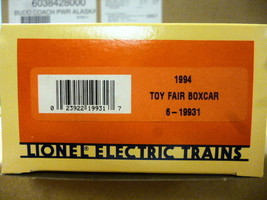 6038428000
BUDD COACH PWR ALASKA
1994
TOY FAIR BOXCAR
6-19931
0 23922 19931 7
LIONEL® ELECTRIC TRAINS